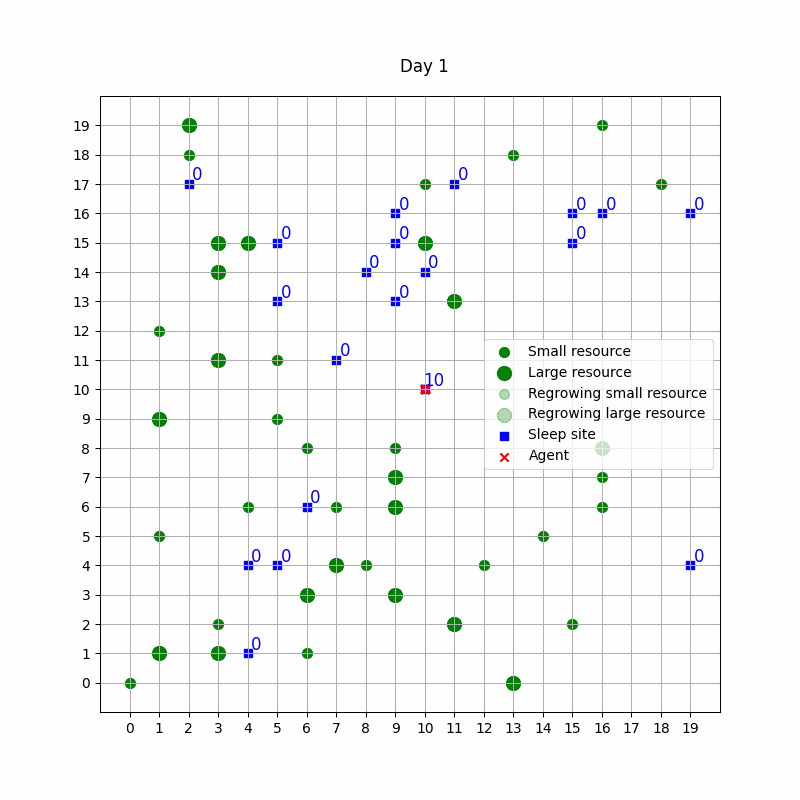 Day 1
19
18
17 0 0
16 0 0 0 0
15 0 0 0
14 0 0
13 0 0
12
11 0
10 10
9
8
7
6 0
5
4 0 0 0
3
2
1 0
0
Small resource
Large resource
Regrowing small resource
Regrowing large resource
Sleep site
Agent
0 1 2 3 4 5 6 7 8 9 10 11 12 13 14 15 16 17 18 19